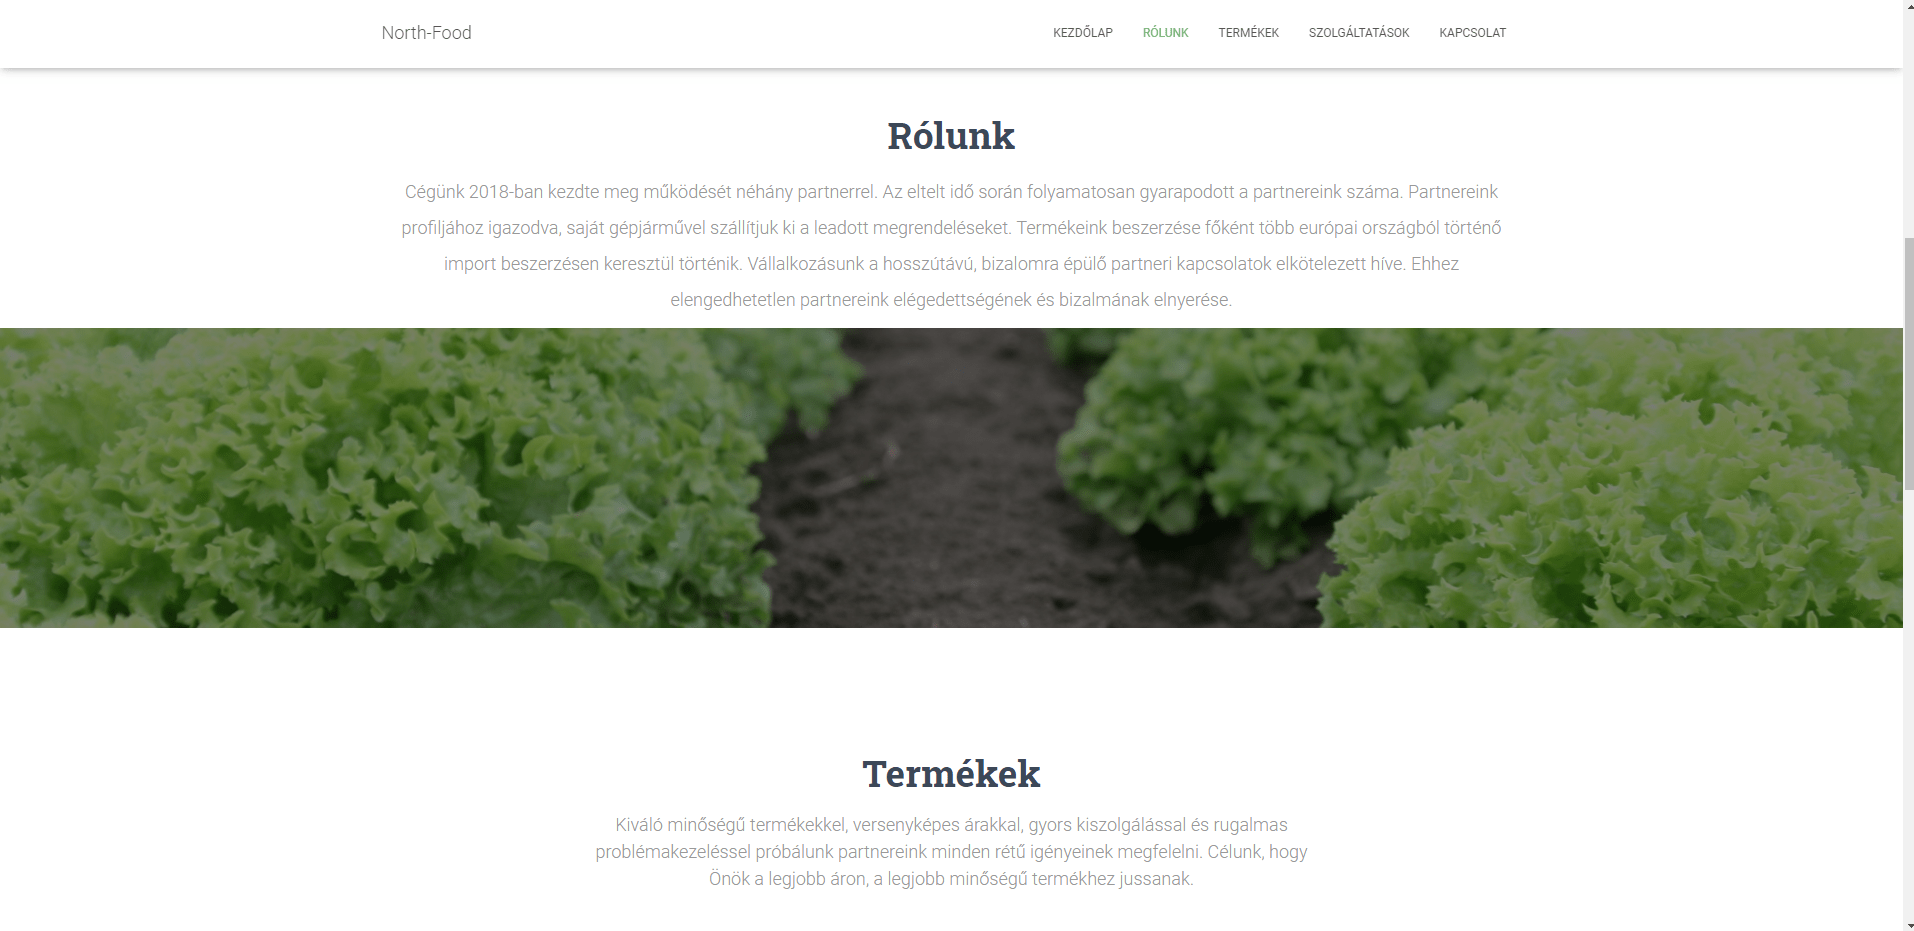 North-Food
KEZDŐLAP RÓLUNK TERMÉKEK SZOLGÁLTATÁSOK KAPCSOLAT
Rólunk
Cégünk 2018-ban kezdte meg működését néhány partnerrel. Az eltelt idő során folyamatosan gyarapodott a partnereink száma. Partnereink
profiljához igazodva, saját gépjárművel szállítjuk ki a leadott megrendeléseket. Termékeink beszerzése főként több európai országból történő
import beszerzésen keresztül történik. Vállalkozásunk a hosszútávú, bizalomra épülő partneri kapcsolatok elkötelezett híve. Ehhez
elengedhetetlen partnereink elégedettségének és bizalmának elnyerése.
Termékek
Kiváló minőségű termékekkel, versenyképes árakkal, gyors kiszolgálással és rugalmas
problémakezeléssel próbálunk partnereink minden rétű igényeinek megfelelni. Célunk, hogy
Önök a legjobb áron, a legjobb minőségű termékhez jussanak.